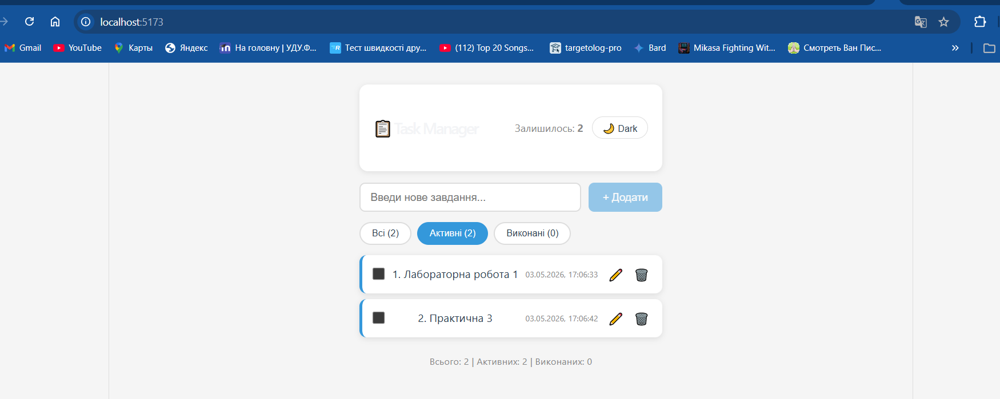 localhost:5173
Gmail YouTube Карты Яндекс На головну | УДУ.Ф... Тест швидкості дру... (112) Top 20 Songs... targetolog-pro Bard Mikasa Fighting Wit... Смотреть Ван Пис...
Task Manager Залишилось: 2 Dark
Введи нове завдання... + Додати
Всі (2) Активні (2) Виконані (0)
1. Лабораторна робота 1 03.05.2026, 17:06:33
2. Практична 3 03.05.2026, 17:06:42
Всього: 2 | Активних: 2 | Виконаних: 0